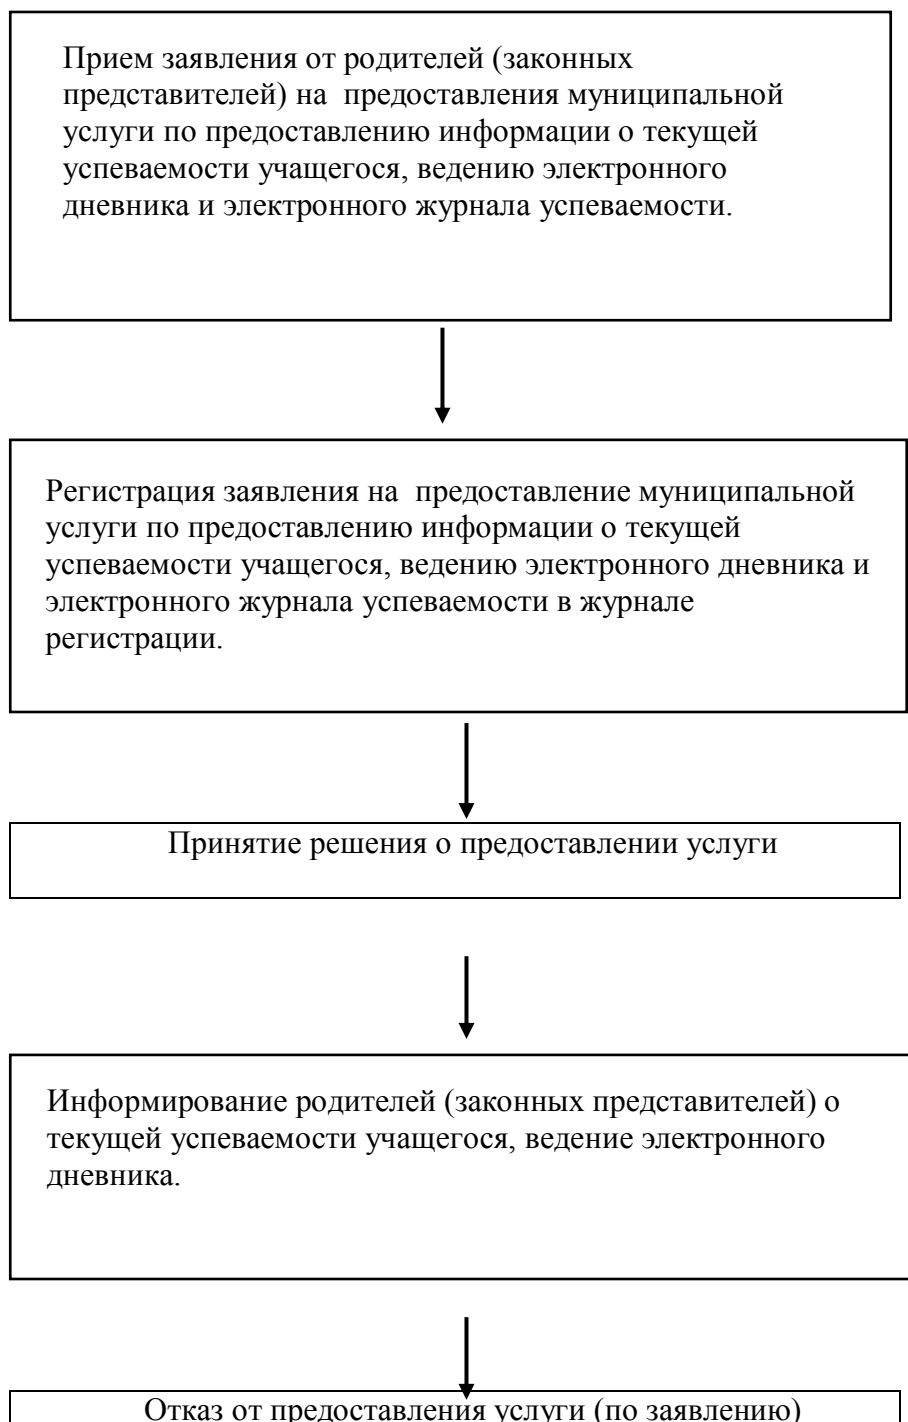 Прием заявления от родителей (законных
представителей) на  предоставления муниципальной
услуги по предоставлению информации о текущей
успеваемости учащегося, ведению электронного
дневника и электронного журнала успеваемости.
Регистрация заявления на  предоставление муниципальной
услуги по предоставлению информации о текущей
успеваемости учащегося, ведению электронного дневника и
электронного журнала успеваемости в журнале
регистрации.
Принятие решения о предоставлении услуги
Информирование родителей (законных представителей) о
текущей успеваемости учащегося, ведение электронного
дневника.
Отказ от предоставления услуги (по заявлению)